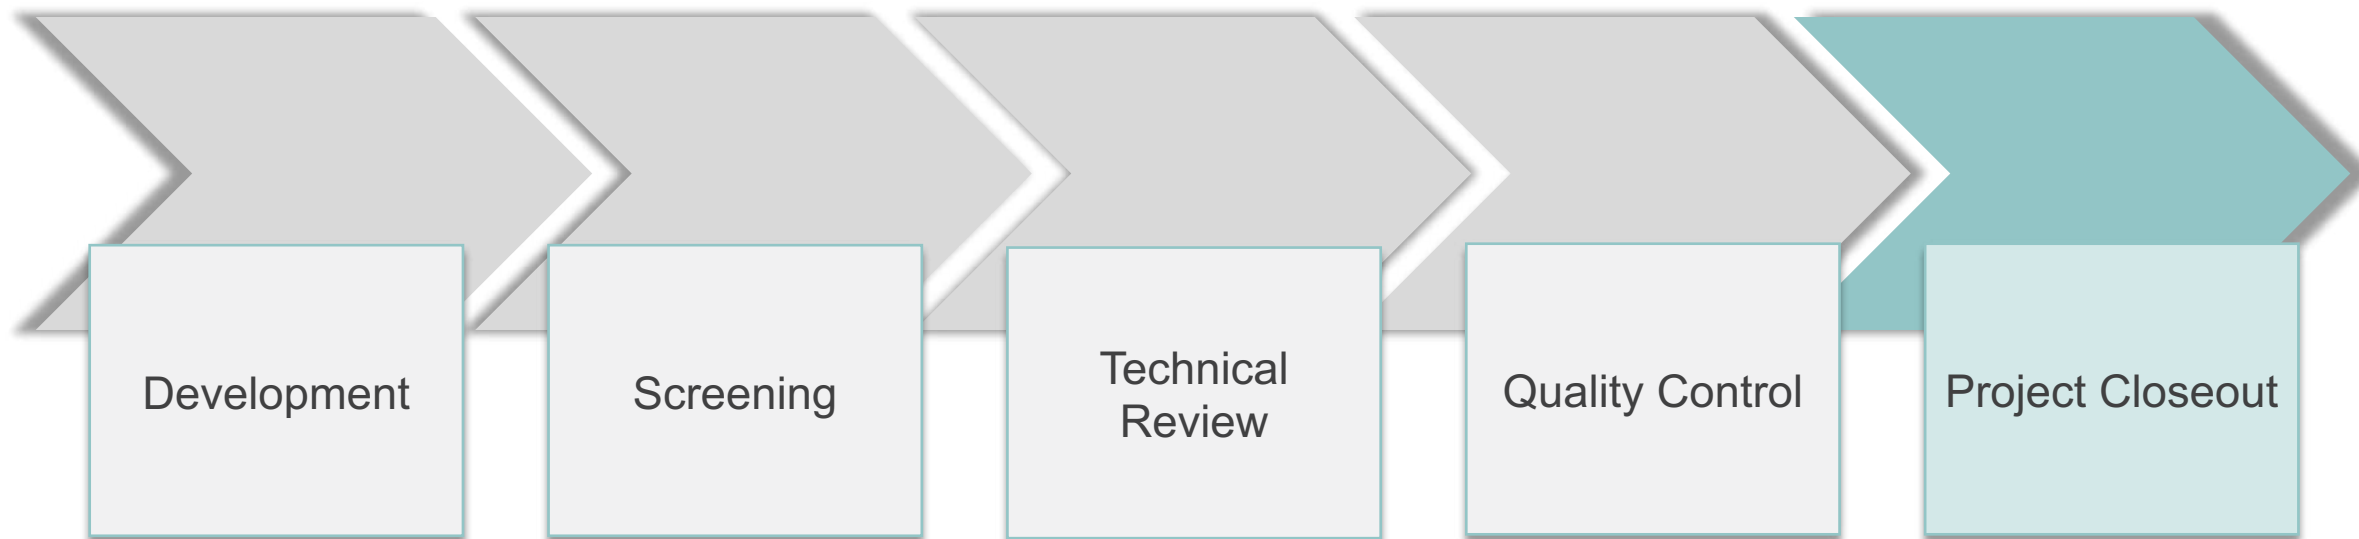 Development
Screening
Technical
Review
Quality Control
Project Closeout